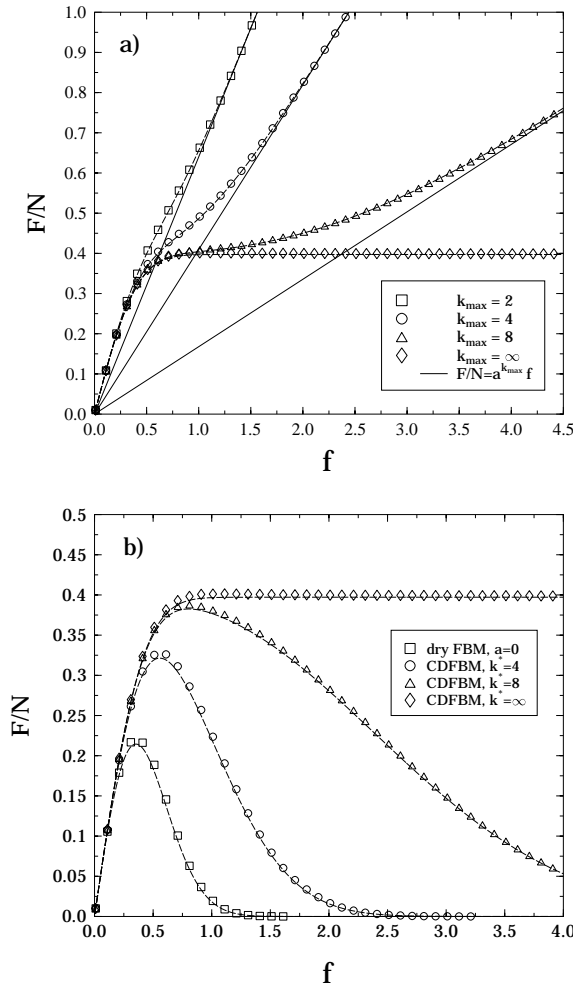 a)
F/N
1.0
0.9
0.8
0.7
0.6
0.5
0.4
0.3
0.2
0.1
0.0
k_max = 2
k_max = 4
k_max = 8
k_max = ∞
F/N=a^k_max f
0.0 0.5 1.0 1.5 2.0 2.5 3.0 3.5 4.0 4.5
f
b)
F/N
0.5
0.45
0.4
0.35
0.3
0.25
0.2
0.15
0.1
0.05
0.0
dry FBM, a=0
CDFBM, k*=4
CDFBM, k*=8
CDFBM, k*=∞
0.0 0.5 1.0 1.5 2.0 2.5 3.0 3.5 4.0
f